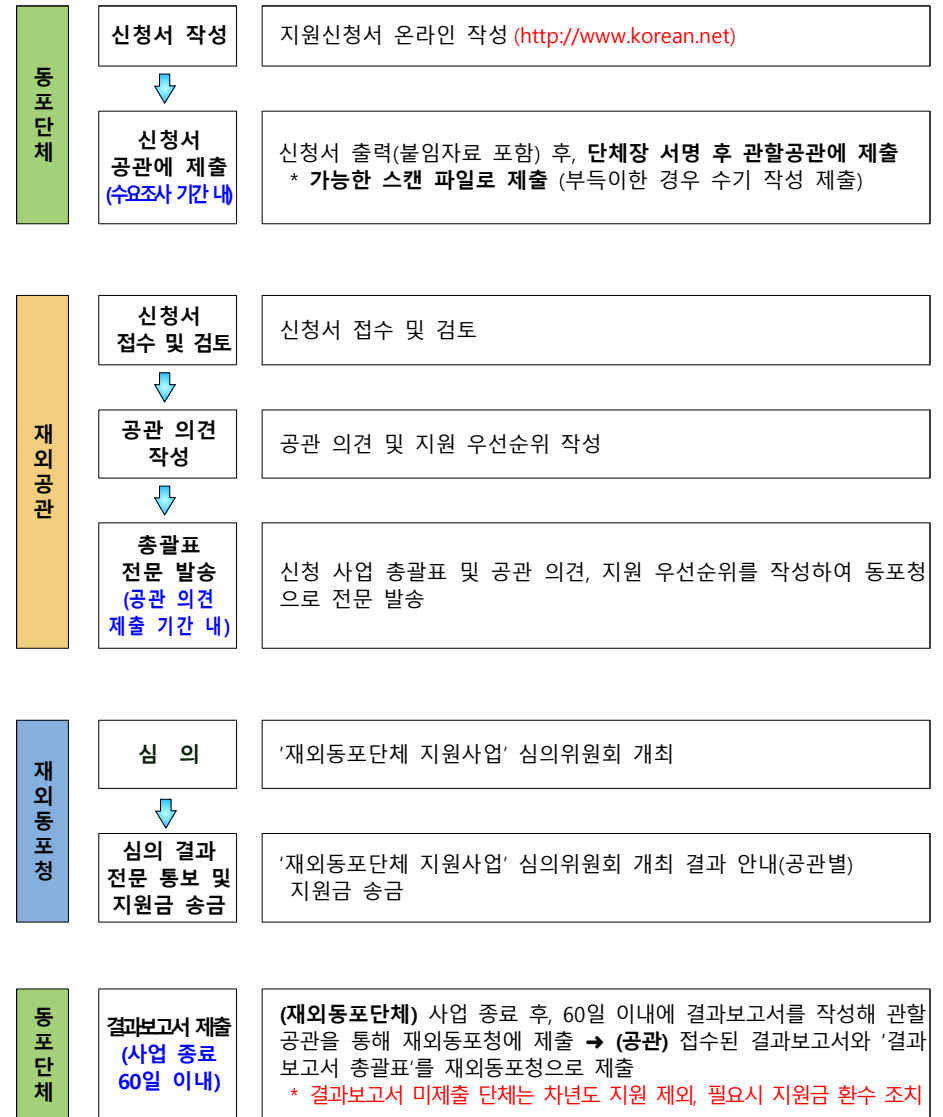 동포단체
신청서 작성
지원신청서 온라인 작성 (http://www.korean.net)
신청서
공관에 제출
(수요조사 기간 내)
신청서 출력(붙임자료 포함) 후, 단체장 서명 후 관할공관에 제출
* 가능한 스캔 파일로 제출 (부득이한 경우 수기 작성 제출)
재외공관
신청서
접수 및 검토
신청서 접수 및 검토
공관 의견
작성
공관 의견 및 지원 우선순위 작성
총괄표
전문 발송
(공관 의견
제출 기간 내)
신청 사업 총괄표 및 공관 의견, 지원 우선순위를 작성하여 동포청
으로 전문 발송
재외동포청
심 의
'재외동포단체 지원사업' 심의위원회 개최
심의 결과
전문 통보 및
지원금 송금
'재외동포단체 지원사업' 심의위원회 개최 결과 안내(공관별)
지원금 송금
동포단체
결과보고서 제출
(사업 종료
60일 이내)
(재외동포단체) 사업 종료 후, 60일 이내에 결과보고서를 작성해 관할
공관을 통해 재외동포청에 제출 ➜ (공관) 접수된 결과보고서와 '결과
보고서 총괄표'를 재외동포청으로 제출
* 결과보고서 미제출 단체는 차년도 지원 제외, 필요시 지원금 환수 조치